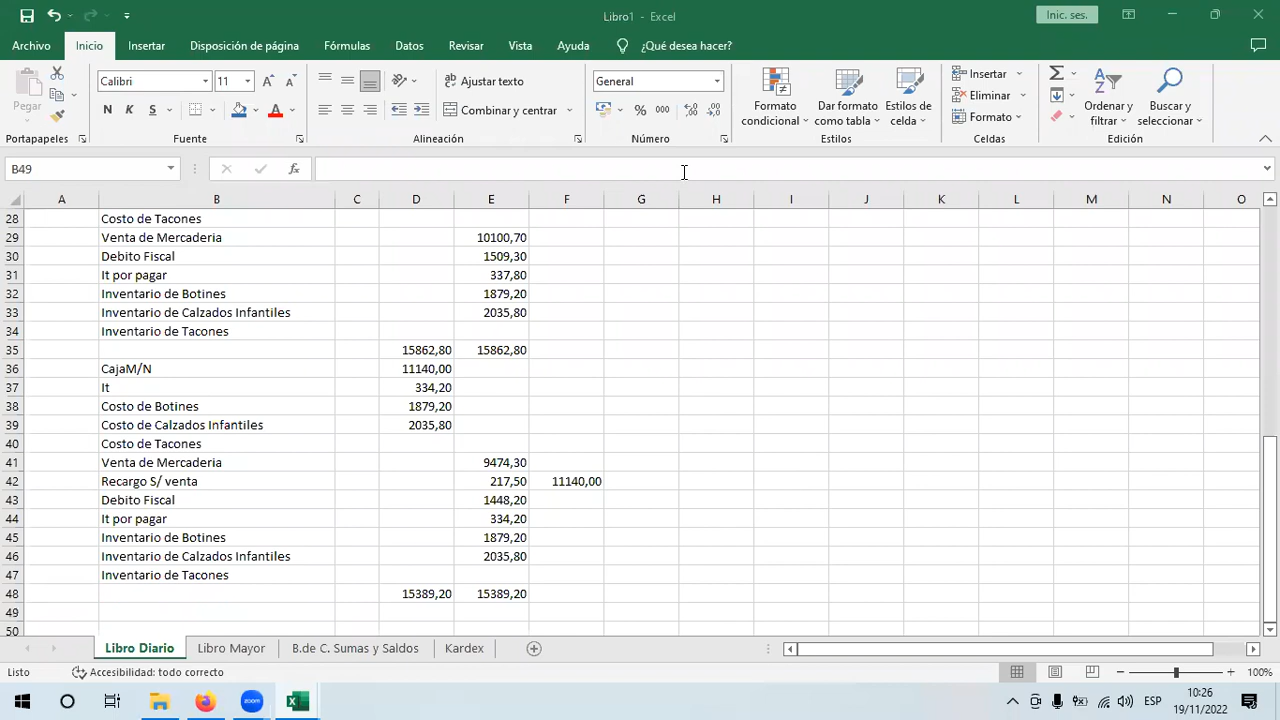 Libro1 - Excel
Inic. ses.
Archivo Inicio Insertar Disposición de página Fórmulas Datos Revisar Vista Ayuda ¿Qué desea hacer?
Pegar
Calibri 11
N K S
Ajustar texto
Combinar y centrar
General
% 000
Formato condicional
Dar formato como tabla
Estilos de celda
Insertar
Eliminar
Formato
Ordenar y filtrar
Buscar y seleccionar
Portapapeles Fuente Alineación Número Estilos Celdas Edición
B49 fx
A B C D E F G H I J K L M N O
28 Costo de Tacones
29 Venta de Mercaderia 10100,70
30 Debito Fiscal 1509,30
31 It por pagar 337,80
32 Inventario de Botines 1879,20
33 Inventario de Calzados Infantiles 2035,80
34 Inventario de Tacones
35 15862,80 15862,80
36 CajaM/N 11140,00
37 It 334,20
38 Costo de Botines 1879,20
39 Costo de Calzados Infantiles 2035,80
40 Costo de Tacones
41 Venta de Mercaderia 9474,30
42 Recargo S/ venta 217,50 11140,00
43 Debito Fiscal 1448,20
44 It por pagar 334,20
45 Inventario de Botines 1879,20
46 Inventario de Calzados Infantiles 2035,80
47 Inventario de Tacones
48 15389,20 15389,20
49
50
Libro Diario Libro Mayor B.de C. Sumas y Saldos Kardex
Listo Accesibilidad: todo correcto 100%
zoom
ESP
10:26
19/11/2022